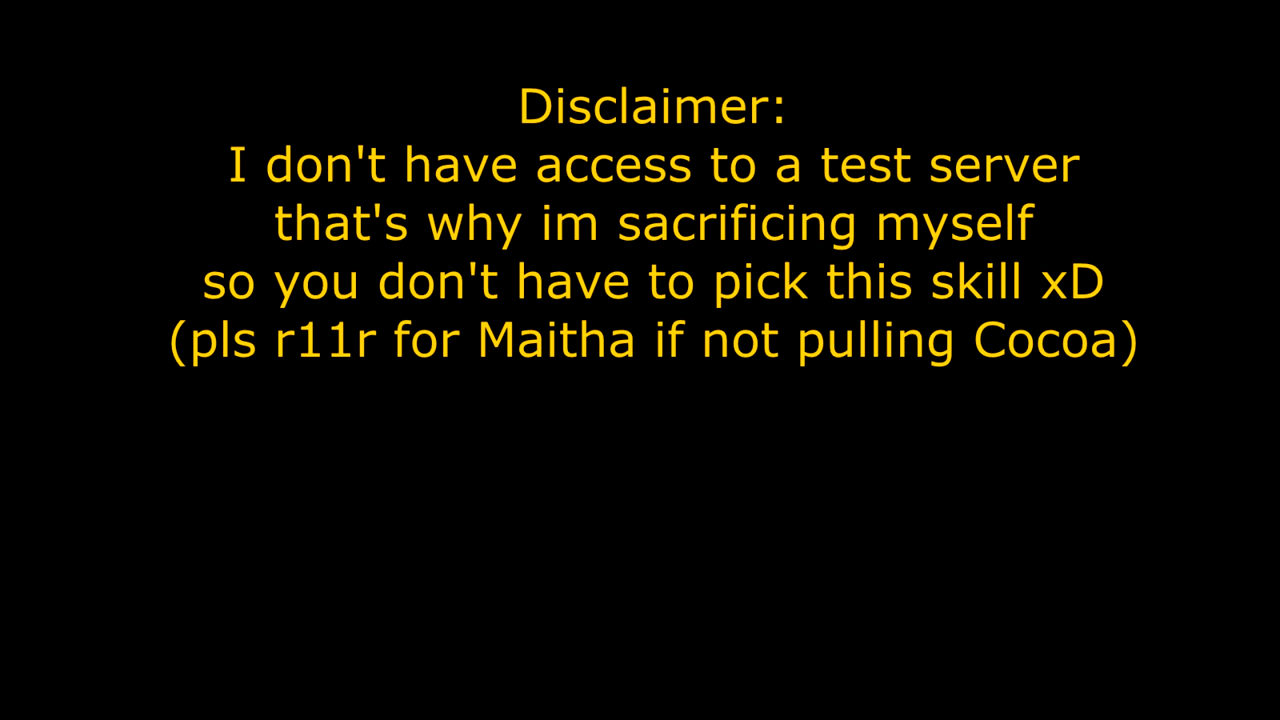 Disclaimer:
I don't have access to a test server
that's why im sacrificing myself
so you don't have to pick this skill xD
(pls r11r for Maitha if not pulling Cocoa)